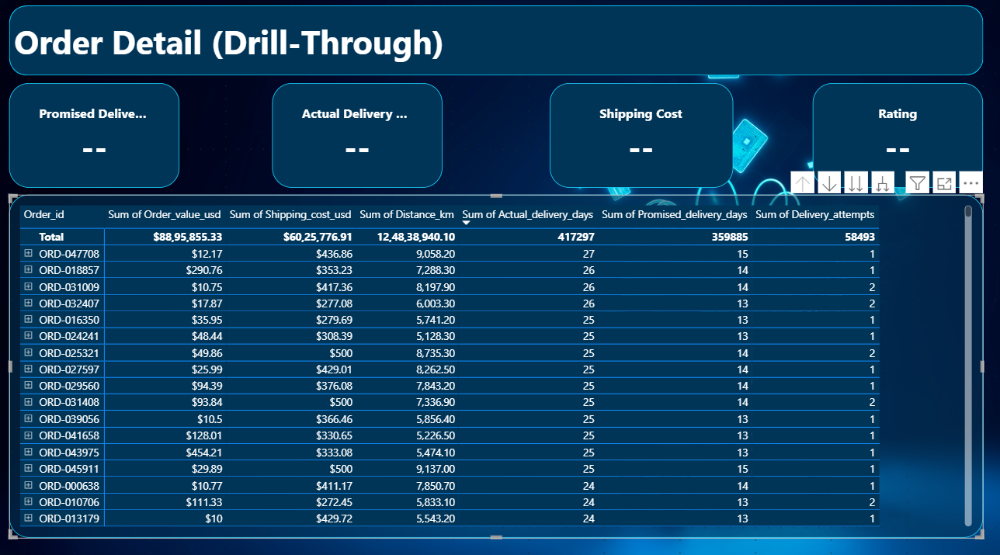 Order Detail (Drill-Through)
Promised Delive... Actual Delivery ... Shipping Cost Rating
-- -- -- --
Order_id Sum of Order_value_usd Sum of Shipping_cost_usd Sum of Distance_km Sum of Actual_delivery_days Sum of Promised_delivery_days Sum of Delivery_attempts
Total $88,95,855.33 $60,25,776.91 12,48,38,940.10 417297 359885 58493
ORD-047708 $12.17 $436.86 9,058.20 27 15 1
ORD-018857 $290.76 $353.23 7,288.30 26 14 1
ORD-031009 $10.75 $417.36 8,197.90 26 14 2
ORD-032407 $17.87 $277.08 6,003.30 26 13 2
ORD-016350 $35.95 $279.69 5,741.20 25 13 1
ORD-024241 $48.44 $308.39 5,128.30 25 13 1
ORD-025321 $49.86 $500 8,735.30 25 14 2
ORD-027597 $25.99 $429.01 8,262.50 25 14 1
ORD-029560 $94.39 $376.08 7,843.20 25 14 1
ORD-031408 $93.84 $500 7,336.90 25 14 2
ORD-039056 $10.5 $366.46 5,856.40 25 13 1
ORD-041658 $128.01 $330.65 5,226.50 25 13 1
ORD-043975 $454.21 $333.08 5,474.10 25 13 1
ORD-045911 $29.89 $500 9,137.00 25 15 1
ORD-000638 $10.77 $411.17 7,850.70 24 14 1
ORD-010706 $111.33 $272.45 5,833.10 24 13 2
ORD-013179 $10 $429.72 5,543.20 24 13 1